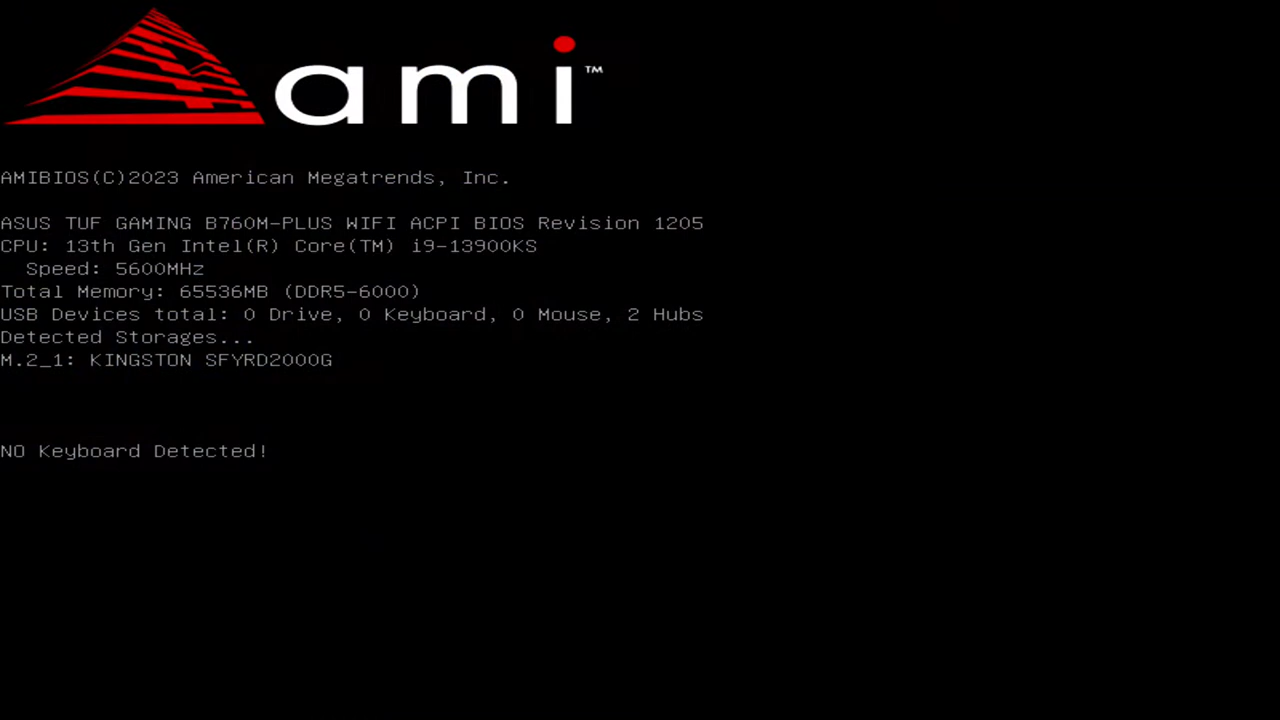 ami™
AMIBIOS(C)2023 American Megatrends, Inc.
ASUS TUF GAMING B760M-PLUS WIFI ACPI BIOS Revision 1205
CPU: 13th Gen Intel(R) Core(TM) i9-13900KS
Speed: 5600MHz
Total Memory: 65536MB (DDR5-6000)
USB Devices total: 0 Drive, 0 Keyboard, 0 Mouse, 2 Hubs
Detected Storages...
M.2_1: KINGSTON SFYRD2000G
NO Keyboard Detected!